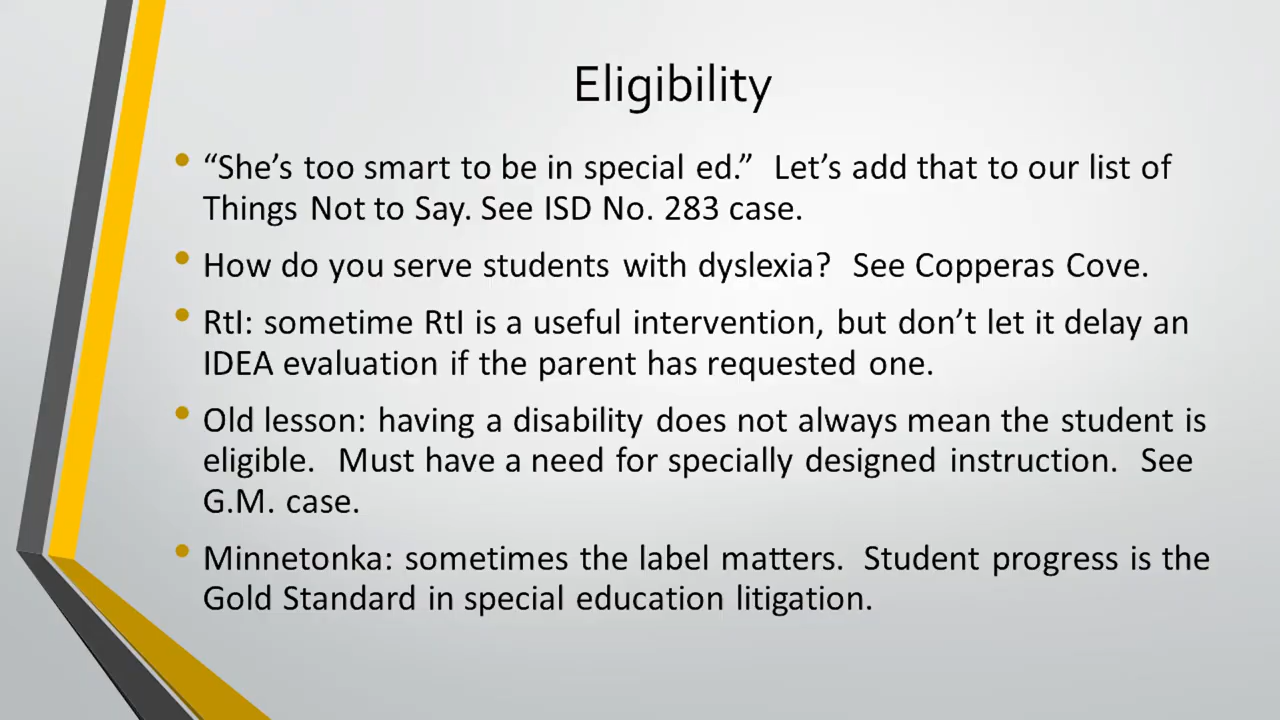 Eligibility
• “She’s too smart to be in special ed.”  Let’s add that to our list of
Things Not to Say. See ISD No. 283 case.
• How do you serve students with dyslexia?  See Copperas Cove.
• RtI: sometime RtI is a useful intervention, but don’t let it delay an
IDEA evaluation if the parent has requested one.
• Old lesson: having a disability does not always mean the student is
eligible.  Must have a need for specially designed instruction.  See
G.M. case.
• Minnetonka: sometimes the label matters.  Student progress is the
Gold Standard in special education litigation.